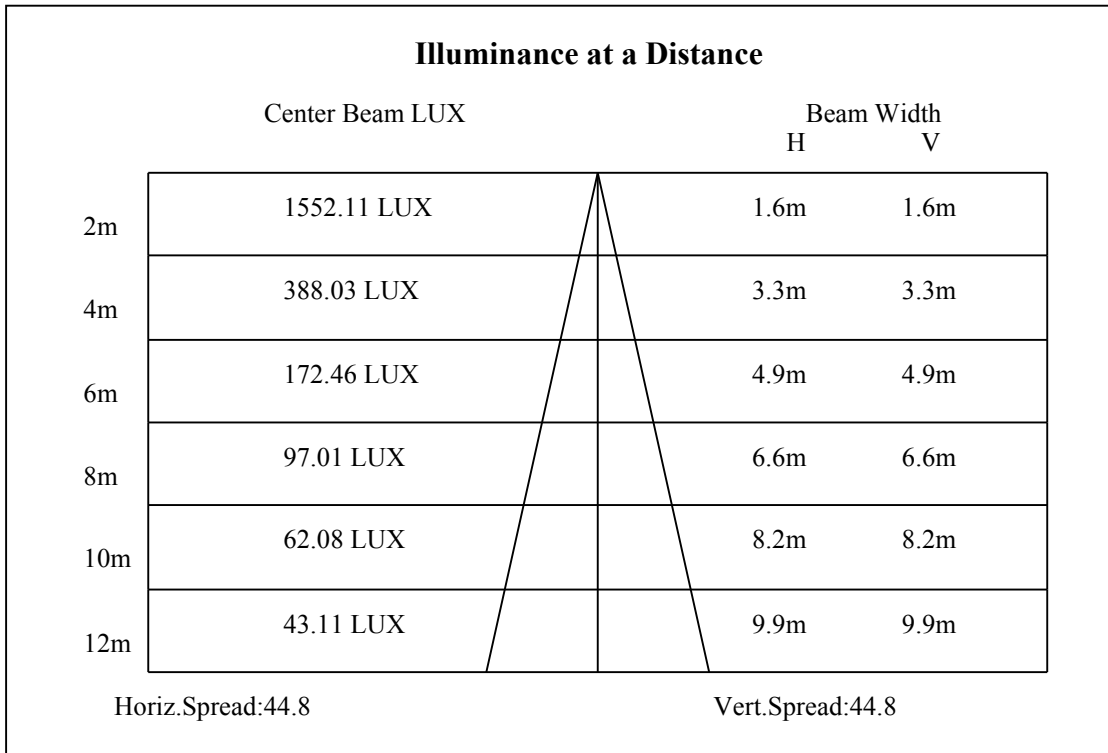 Illuminance at a Distance
Center Beam LUX Beam Width
H V
2m 1552.11 LUX 1.6m 1.6m
4m 388.03 LUX 3.3m 3.3m
6m 172.46 LUX 4.9m 4.9m
8m 97.01 LUX 6.6m 6.6m
10m 62.08 LUX 8.2m 8.2m
12m 43.11 LUX 9.9m 9.9m
Horiz.Spread:44.8 Vert.Spread:44.8